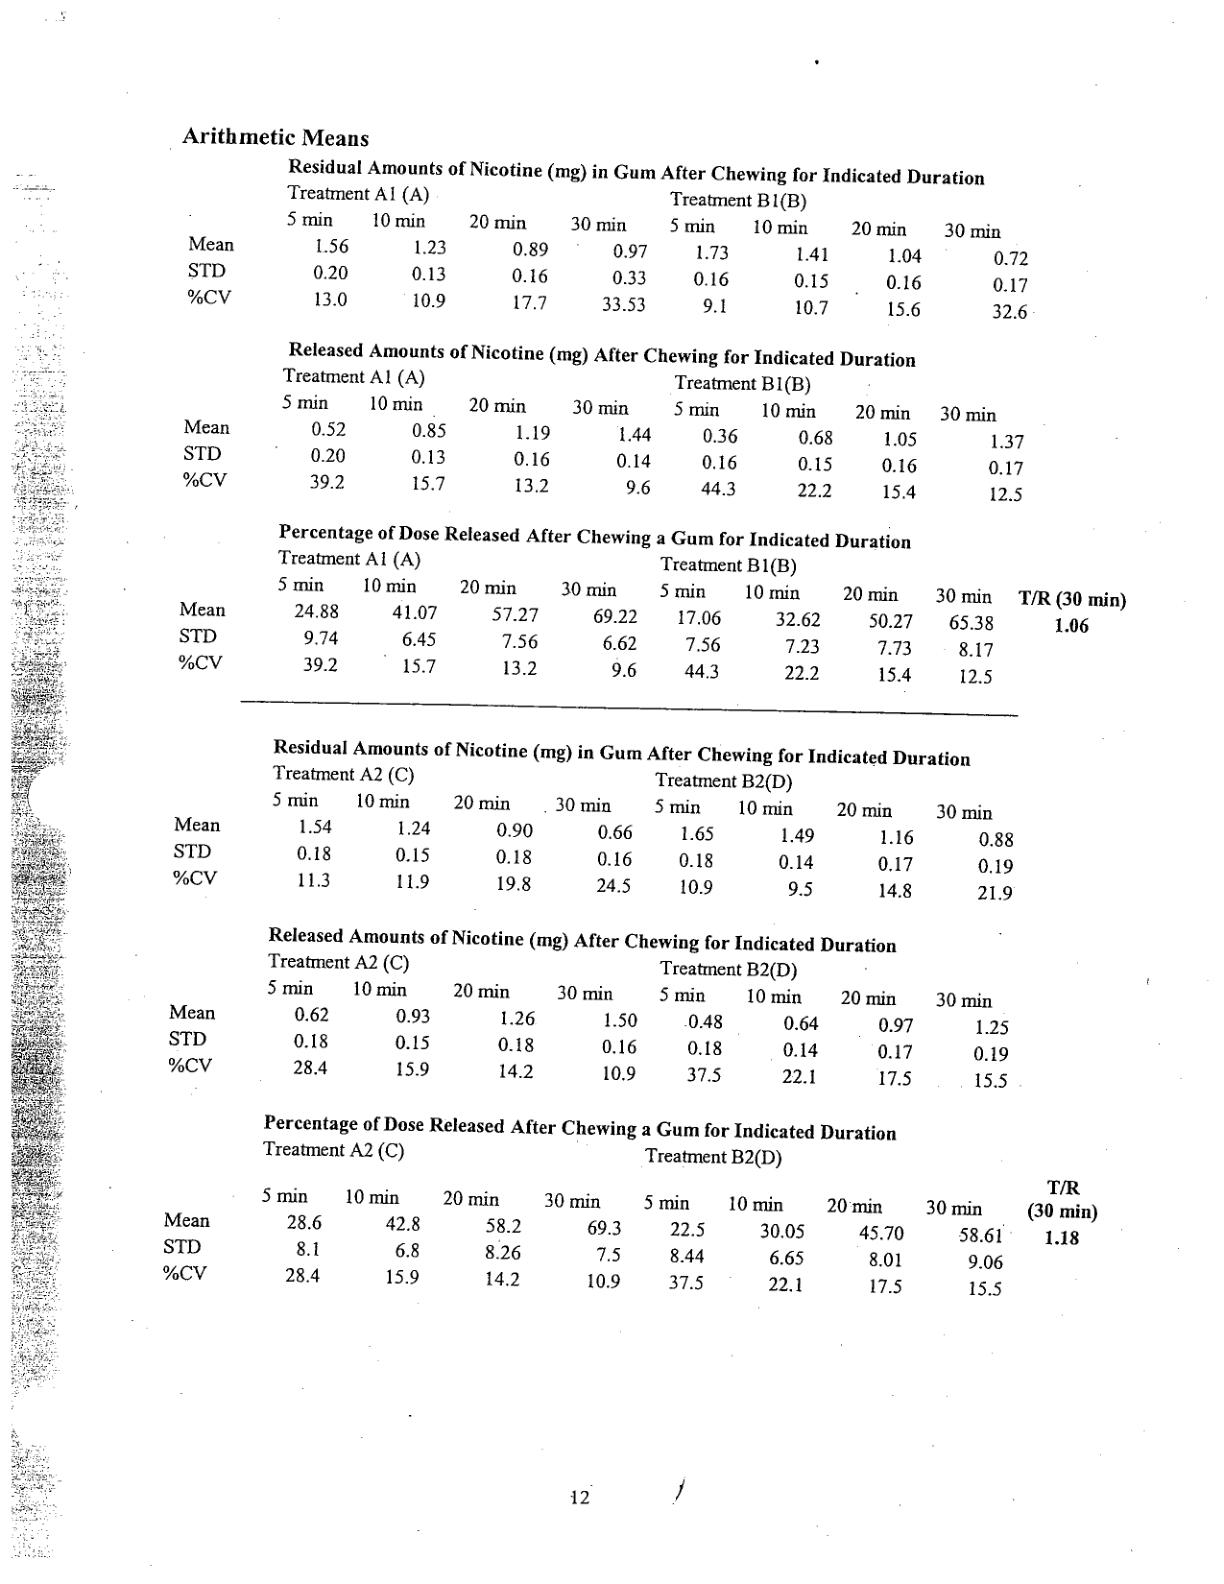 Arithmetic Means
Residual Amounts of Nicotine (mg) in Gum After Chewing for Indicated Duration
Treatment A1 (A) Treatment B1(B)
5 min 10 min 20 min 30 min 5 min 10 min 20 min 30 min
Mean 1.56 1.23 0.89 0.97 1.73 1.41 1.04 0.72
STD 0.20 0.13 0.16 0.33 0.16 0.15 0.16 0.17
%CV 13.0 10.9 17.7 33.53 9.1 10.7 15.6 32.6
Released Amounts of Nicotine (mg) After Chewing for Indicated Duration
Treatment A1 (A) Treatment B1(B)
5 min 10 min 20 min 30 min 5 min 10 min 20 min 30 min
Mean 0.52 0.85 1.19 1.44 0.36 0.68 1.05 1.37
STD 0.20 0.13 0.16 0.14 0.16 0.15 0.16 0.17
%CV 39.2 15.7 13.2 9.6 44.3 22.2 15.4 12.5
Percentage of Dose Released After Chewing a Gum for Indicated Duration
Treatment A1 (A) Treatment B1(B)
5 min 10 min 20 min 30 min 5 min 10 min 20 min 30 min T/R (30 min)
Mean 24.88 41.07 57.27 69.22 17.06 32.62 50.27 65.38 1.06
STD 9.74 6.45 7.56 6.62 7.56 7.23 7.73 8.17
%CV 39.2 15.7 13.2 9.6 44.3 22.2 15.4 12.5
Residual Amounts of Nicotine (mg) in Gum After Chewing for Indicated Duration
Treatment A2 (C) Treatment B2(D)
5 min 10 min 20 min 30 min 5 min 10 min 20 min 30 min
Mean 1.54 1.24 0.90 0.66 1.65 1.49 1.16 0.88
STD 0.18 0.15 0.18 0.16 0.18 0.14 0.17 0.19
%CV 11.3 11.9 19.8 24.5 10.9 9.5 14.8 21.9
Released Amounts of Nicotine (mg) After Chewing for Indicated Duration
Treatment A2 (C) Treatment B2(D)
5 min 10 min 20 min 30 min 5 min 10 min 20 min 30 min
Mean 0.62 0.93 1.26 1.50 0.48 0.64 0.97 1.25
STD 0.18 0.15 0.18 0.16 0.18 0.14 0.17 0.19
%CV 28.4 15.9 14.2 10.9 37.5 22.1 17.5 15.5
Percentage of Dose Released After Chewing a Gum for Indicated Duration
Treatment A2 (C) Treatment B2(D)
T/R
5 min 10 min 20 min 30 min 5 min 10 min 20 min 30 min (30 min)
Mean 28.6 42.8 58.2 69.3 22.5 30.05 45.70 58.61 1.18
STD 8.1 6.8 8.26 7.5 8.44 6.65 8.01 9.06
%CV 28.4 15.9 14.2 10.9 37.5 22.1 17.5 15.5
12